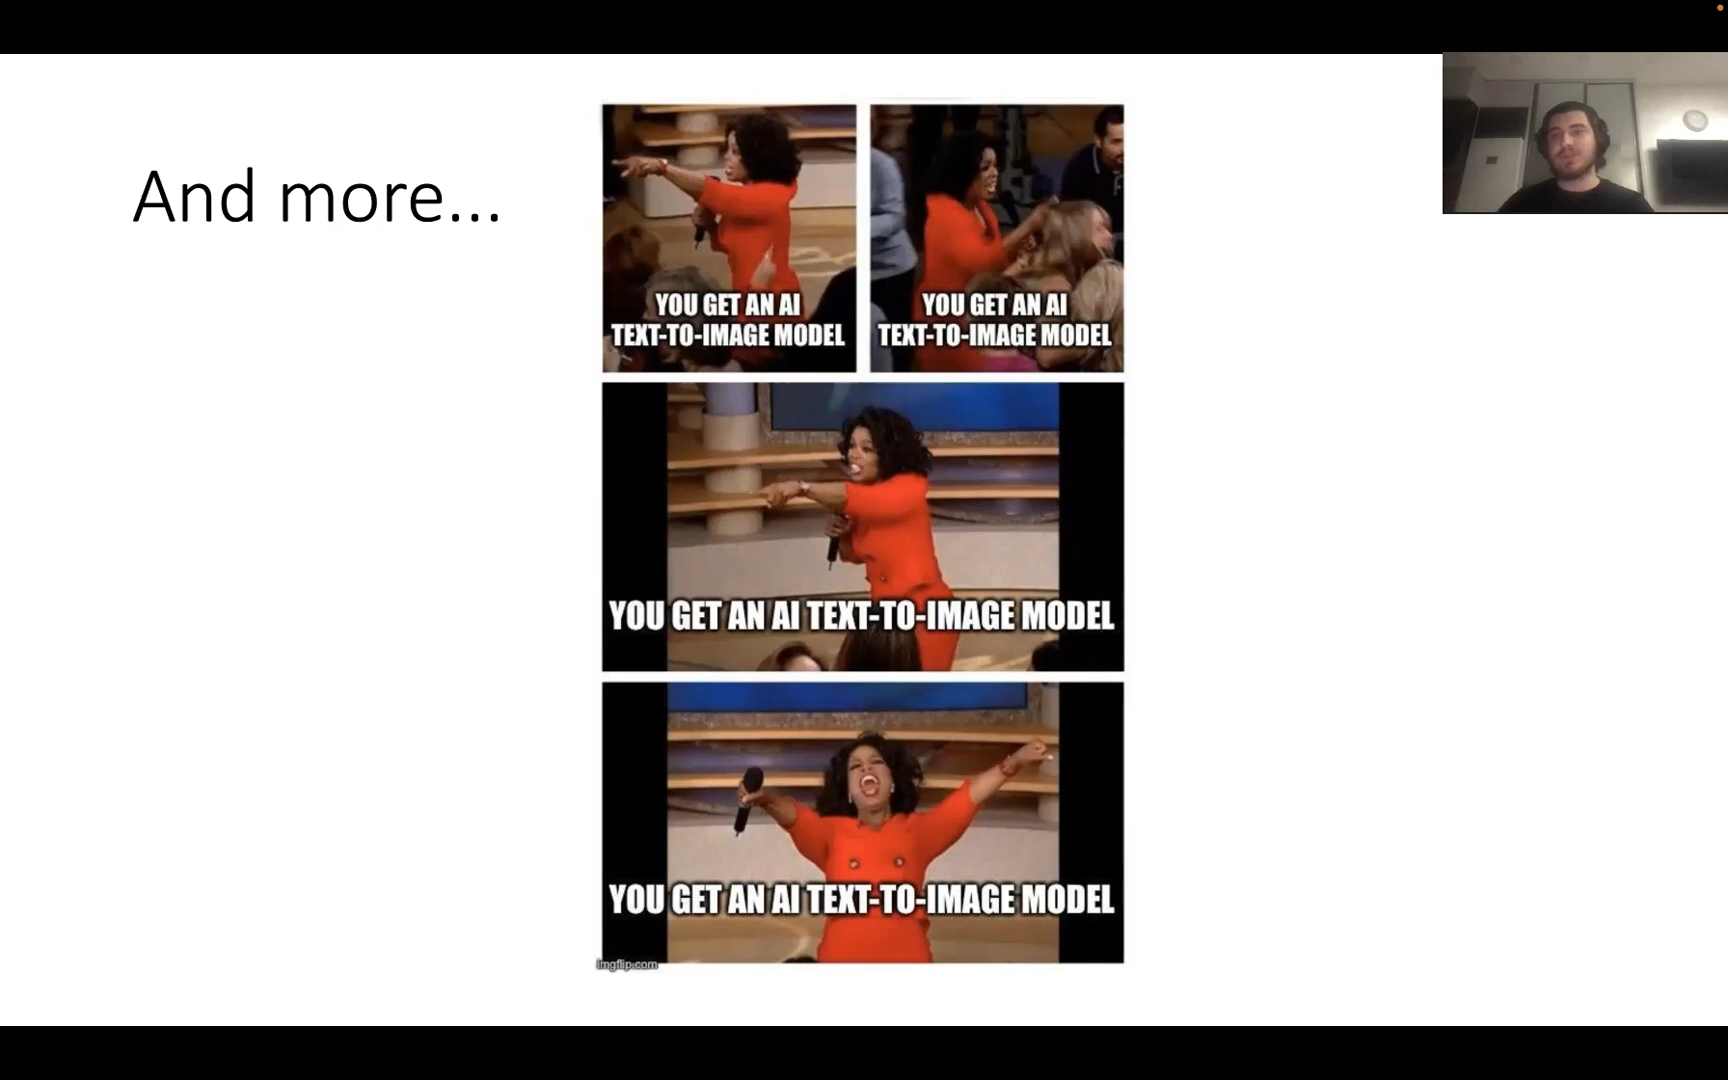 And more...
YOU GET AN AI
TEXT-TO-IMAGE MODEL
YOU GET AN AI
TEXT-TO-IMAGE MODEL
YOU GET AN AI TEXT-TO-IMAGE MODEL
YOU GET AN AI TEXT-TO-IMAGE MODEL
imgflip.com